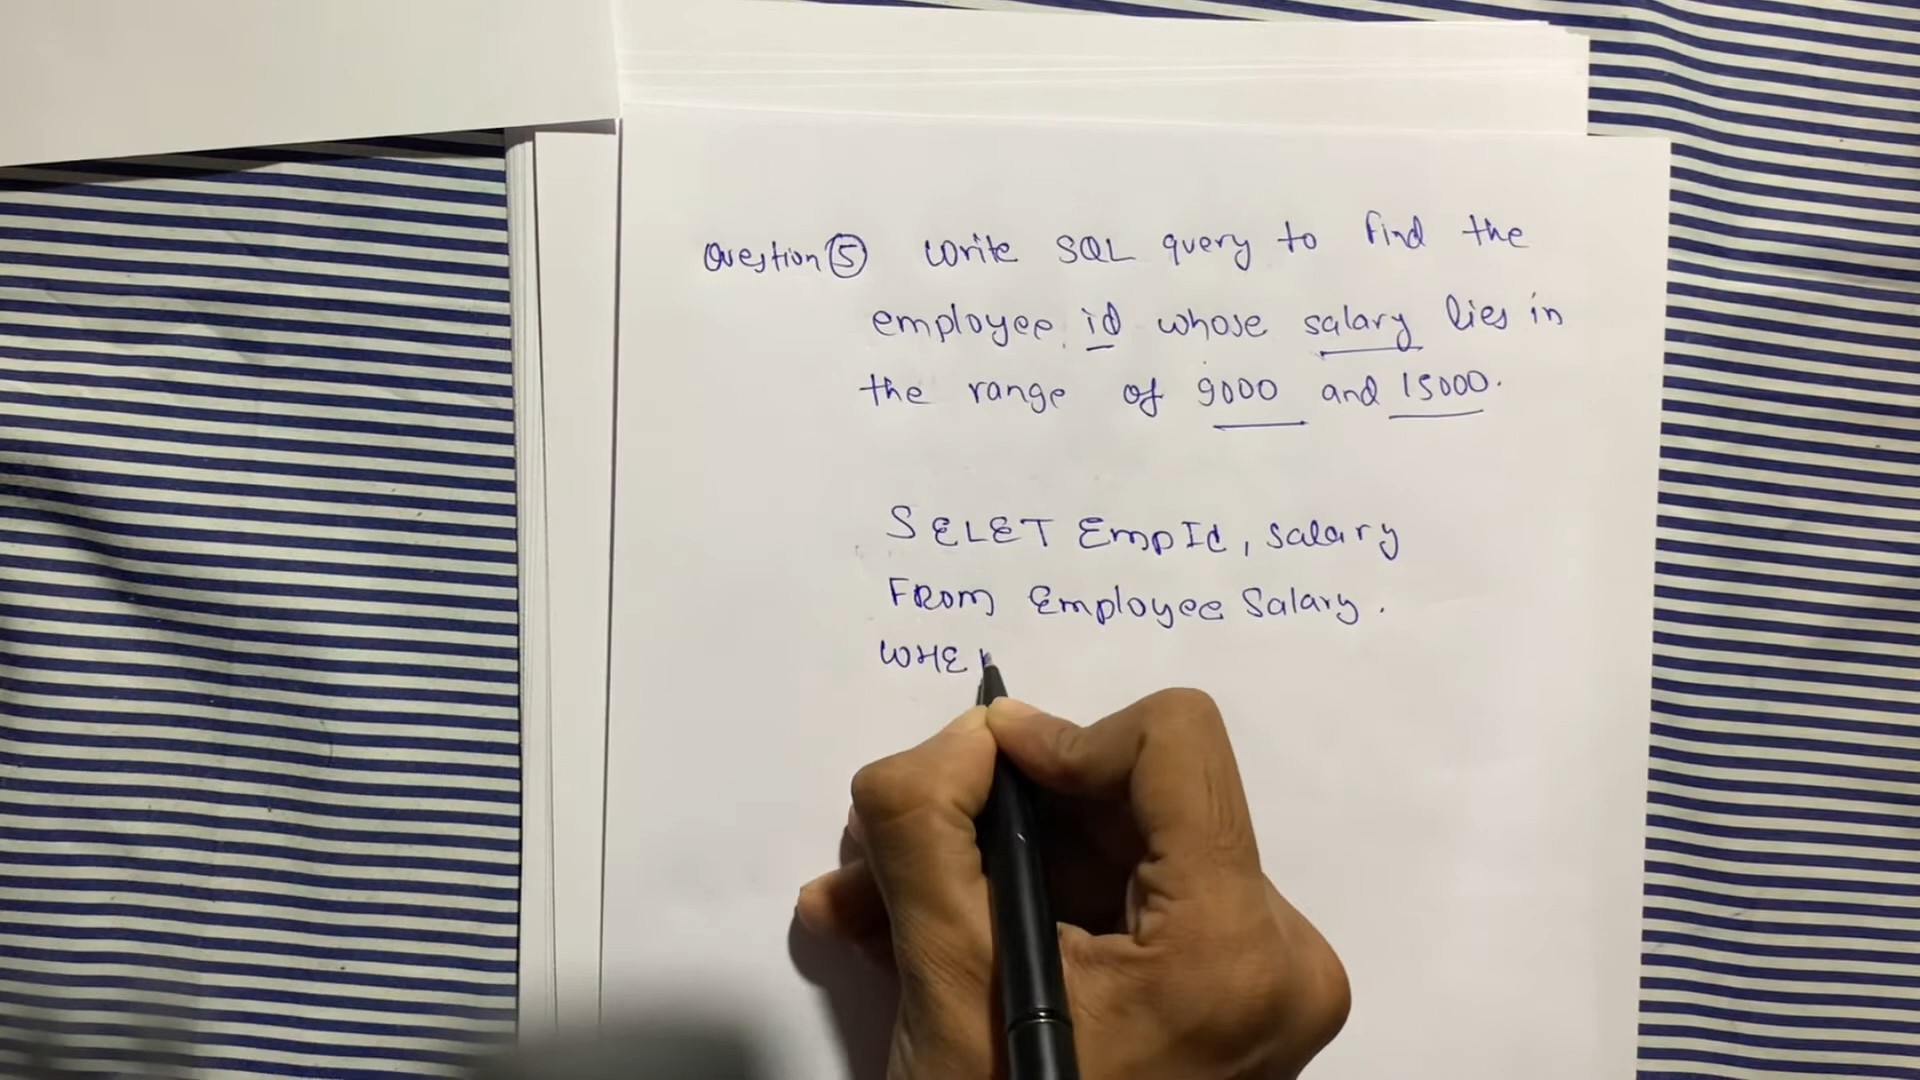 Question 5 Write SQL query to find the
employee id whose salary lies in
the range of 9000 and 15000.
SELET EmpId, Salary
FROM Employee Salary.
WHE